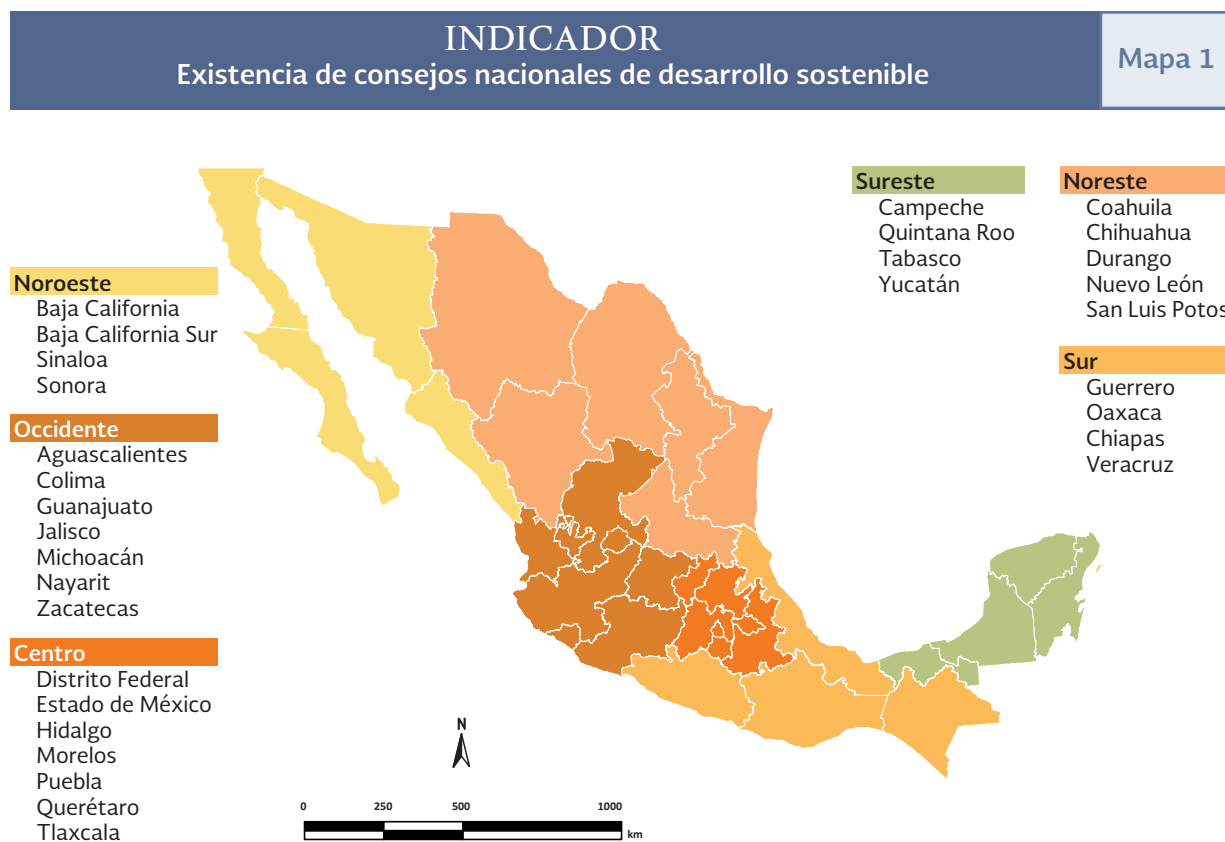 INDICADOR
Existencia de consejos nacionales de desarrollo sostenible
Mapa 1
Noroeste
Baja California
Baja California Sur
Sinaloa
Sonora
Occidente
Aguascalientes
Colima
Guanajuato
Jalisco
Michoacán
Nayarit
Zacatecas
Centro
Distrito Federal
Estado de México
Hidalgo
Morelos
Puebla
Querétaro
Tlaxcala
Sureste
Campeche
Quintana Roo
Tabasco
Yucatán
Noreste
Coahuila
Chihuahua
Durango
Nuevo León
San Luis Potos
Sur
Guerrero
Oaxaca
Chiapas
Veracruz
N
0 250 500 1000
km